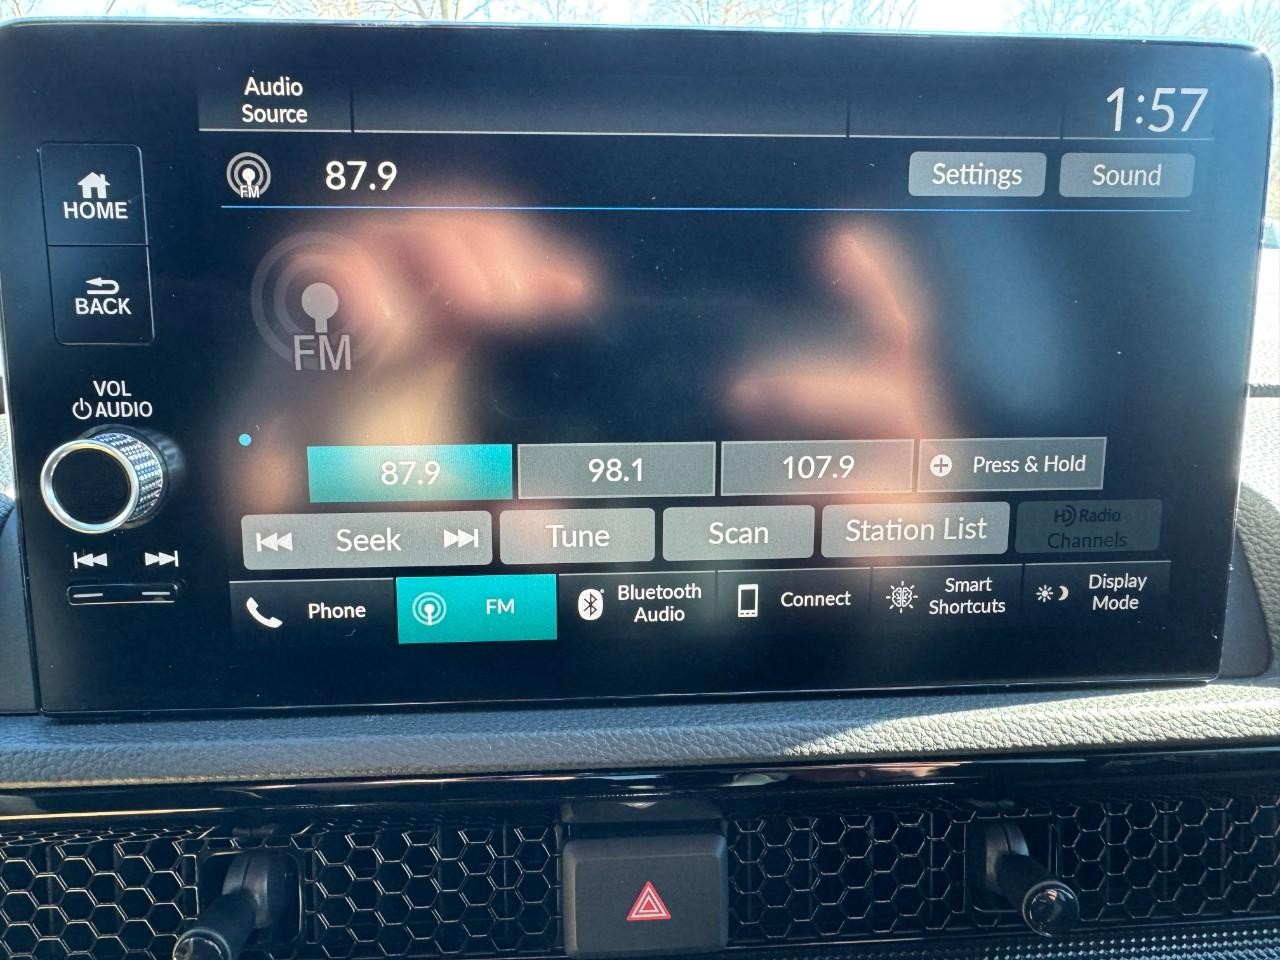 Audio
Source
1:57
FM
87.9
Settings
Sound
HOME
BACK
FM
VOL
AUDIO
87.9
98.1
107.9
Press & Hold
Seek
Tune
Scan
Station List
HD Radio
Channels
Phone
FM
Bluetooth
Audio
Connect
Smart
Shortcuts
Display
Mode